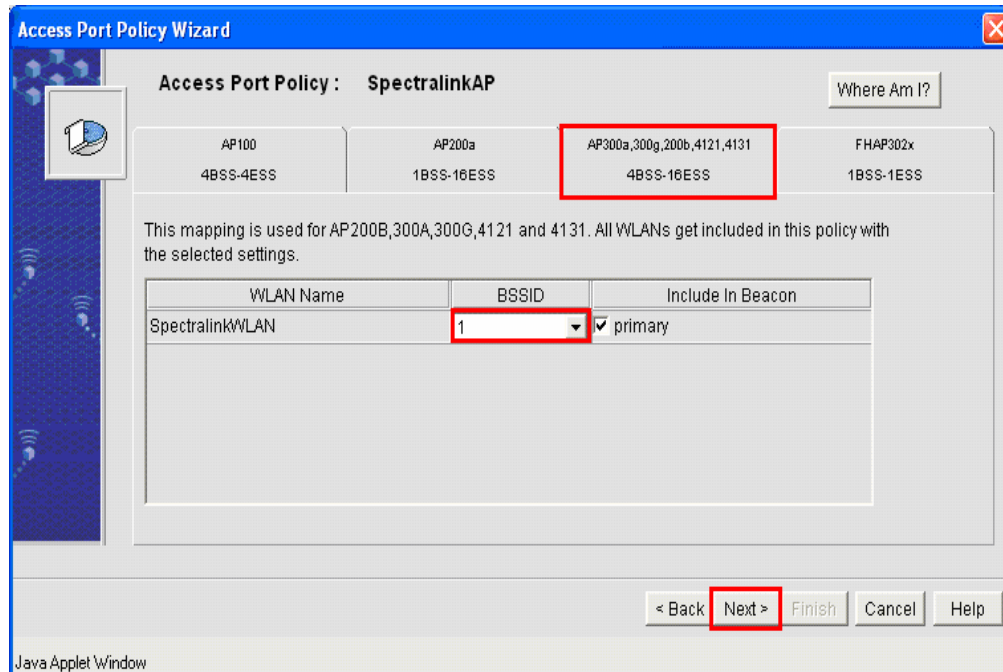 Access Port Policy Wizard
Access Port Policy : SpectralinkAP
Where Am I?
AP100
4BSS-4ESS
AP200a
1BSS-16ESS
AP300a,300g,200b,4121,4131
4BSS-16ESS
FHAP302x
1BSS-1ESS
This mapping is used for AP200B,300A,300G,4121 and 4131. All WLANs get included in this policy with
the selected settings.
WLAN Name BSSID Include In Beacon
SpectralinkWLAN 1 primary
< Back Next > Finish Cancel Help
Java Applet Window